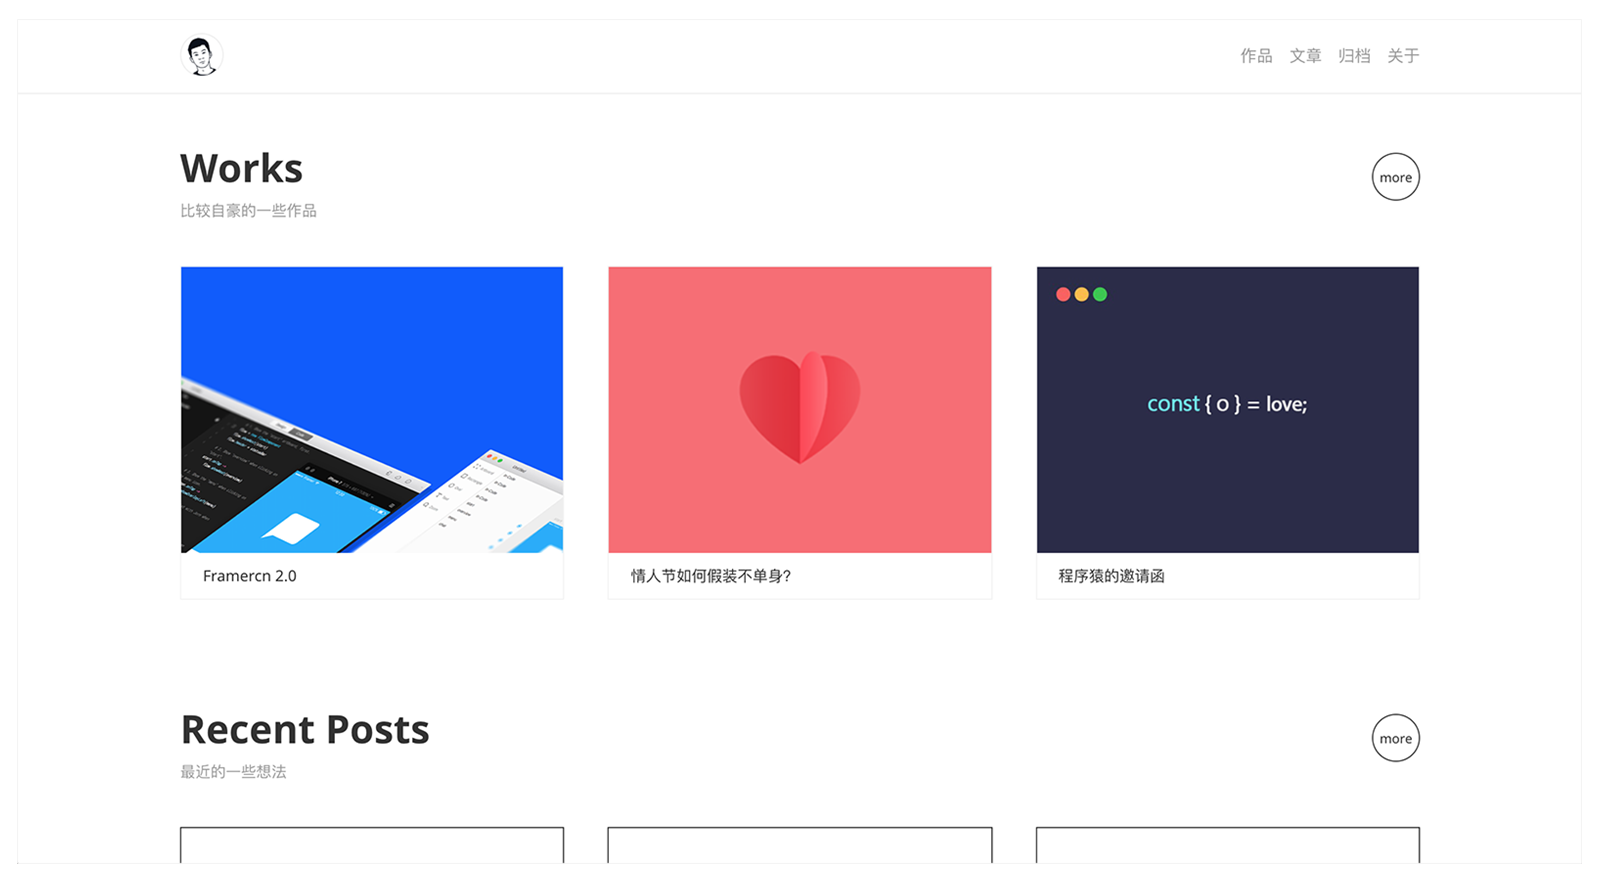 作品 文章 归档 关于
Works
more
比较自豪的一些作品
const { o } = love;
Framercn 2.0
情人节如何假装不单身?
程序猿的邀请函
Recent Posts
more
最近的一些想法